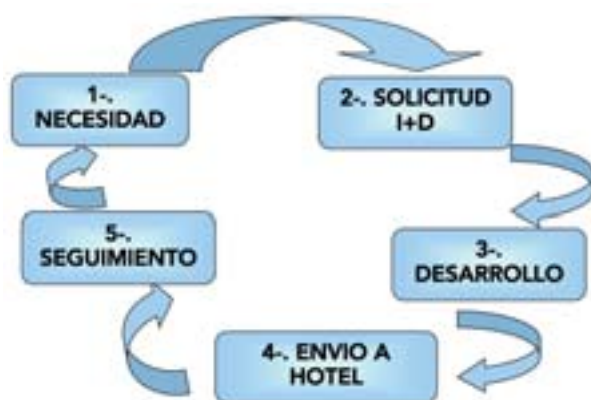 1-.
NECESIDAD
2-. SOLICITUD
I+D
3-.
DESARROLLO
4-. ENVIO A
HOTEL
5-.
SEGUIMIENTO